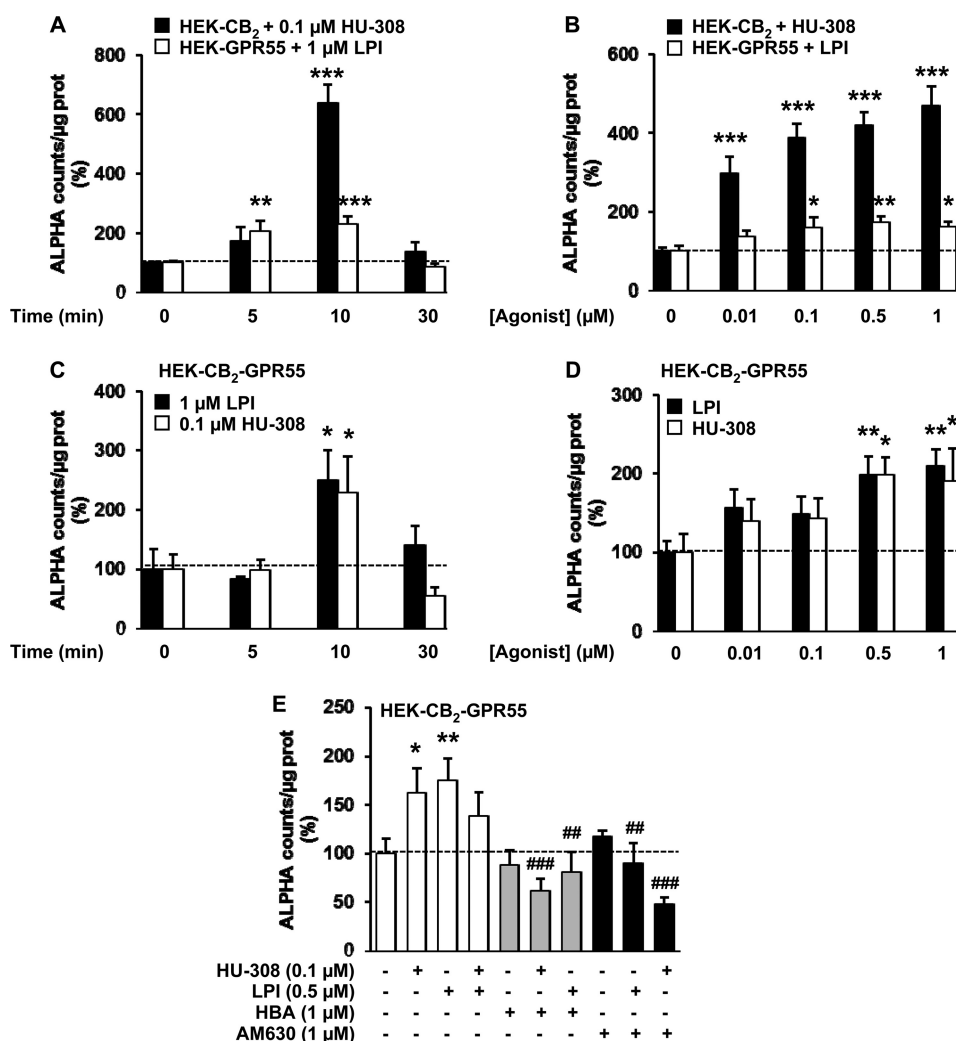 A
HEK-CB2 + 0.1 µM HU-308
HEK-GPR55 + 1 µM LPI
ALPHA counts/µg prot
(%)
800
600
400
200
0
***
**
***
Time (min) 0 5 10 30
B
HEK-CB2 + HU-308
HEK-GPR55 + LPI
ALPHA counts/µg prot
(%)
600
400
200
0
***
***
***
***
*
**
*
[Agonist] (µM) 0 0.01 0.1 0.5 1
C
HEK-CB2-GPR55
1 µM LPI
0.1 µM HU-308
ALPHA counts/µg prot
(%)
400
300
200
100
0
* *
Time (min) 0 5 10 30
D
HEK-CB2-GPR55
LPI
HU-308
ALPHA counts/µg prot
(%)
300
200
100
0
** * ** *
[Agonist] (µM) 0 0.01 0.1 0.5 1
E
HEK-CB2-GPR55
ALPHA counts/µg prot
(%)
250
200
150
100
50
0
* ** ### ## ## ###
HU-308 (0.1 µM) - + - + - + - - - +
LPI (0.5 µM) - - + + - - + - + -
HBA (1 µM) - - - - + + + - - -
AM630 (1 µM) - - - - - - - + + +